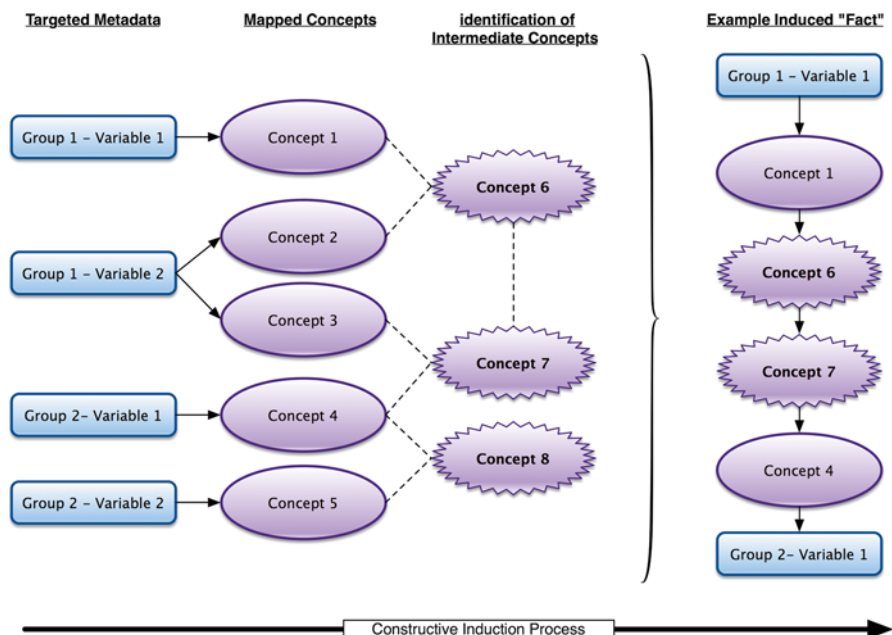 Targeted Metadata
Mapped Concepts
identification of
Intermediate Concepts
Example Induced "Fact"
Group 1 - Variable 1
Group 1 – Variable 2
Group 2– Variable 1
Group 2 – Variable 2
Concept 1
Concept 2
Concept 3
Concept 4
Concept 5
Concept 6
Concept 7
Concept 8
Group 1 - Variable 1
Concept 1
Concept 6
Concept 7
Concept 4
Group 2– Variable 1
Constructive Induction Process